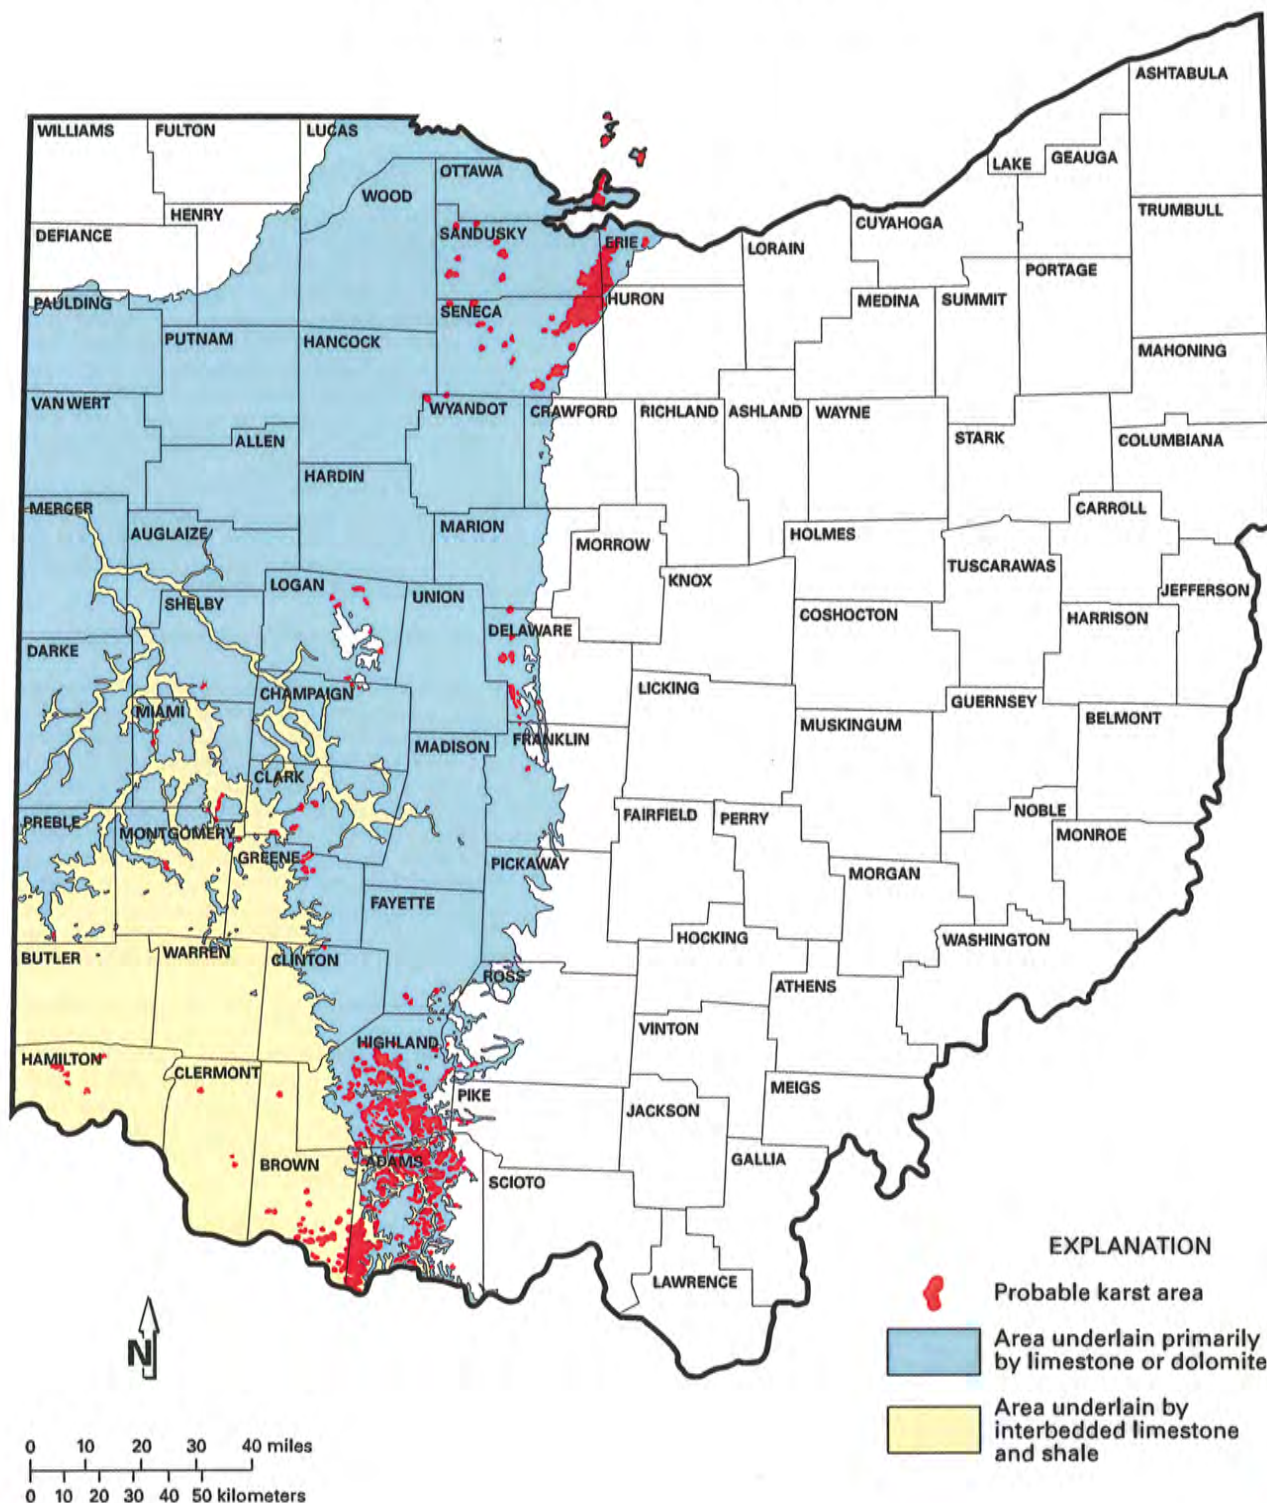 ASHTABULA
WILLIAMS
FULTON
LUCAS
LAKE
GEAUGA
OTTAWA
WOOD
HENRY
TRUMBULL
DEFIANCE
SANDUSKY
ERIE
LORAIN
CUYAHOGA
PORTAGE
PAULDING
SENECA
HURON
MEDINA
SUMMIT
PUTNAM
HANCOCK
MAHONING
VAN WERT
WYANDOT
CRAWFORD
RICHLAND
ASHLAND
WAYNE
ALLEN
STARK
COLUMBIANA
HARDIN
MERCER
AUGLAIZE
MARION
CARROLL
MORROW
HOLMES
TUSCARAWAS
LOGAN
UNION
KNOX
JEFFERSON
SHELBY
DELAWARE
COSHOCTON
HARRISON
DARKE
CHAMPAIGN
LICKING
GUERNSEY
MIAMI
MUSKINGUM
BELMONT
MADISON
FRANKLIN
CLARK
PREBLE
MONTGOMERY
FAIRFIELD
PERRY
NOBLE
MONROE
GREENE
PICKAWAY
MORGAN
FAYETTE
HOCKING
WASHINGTON
BUTLER
WARREN
CLINTON
ROSS
ATHENS
HIGHLAND
VINTON
HAMILTON
CLERMONT
PIKE
JACKSON
MEIGS
BROWN
ADAMS
SCIOTO
GALLIA
LAWRENCE
EXPLANATION
Probable karst area
Area underlain primarily
by limestone or dolomite
Area underlain by
interbedded limestone
and shale
N
0 10 20 30 40 miles
0 10 20 30 40 50 kilometers